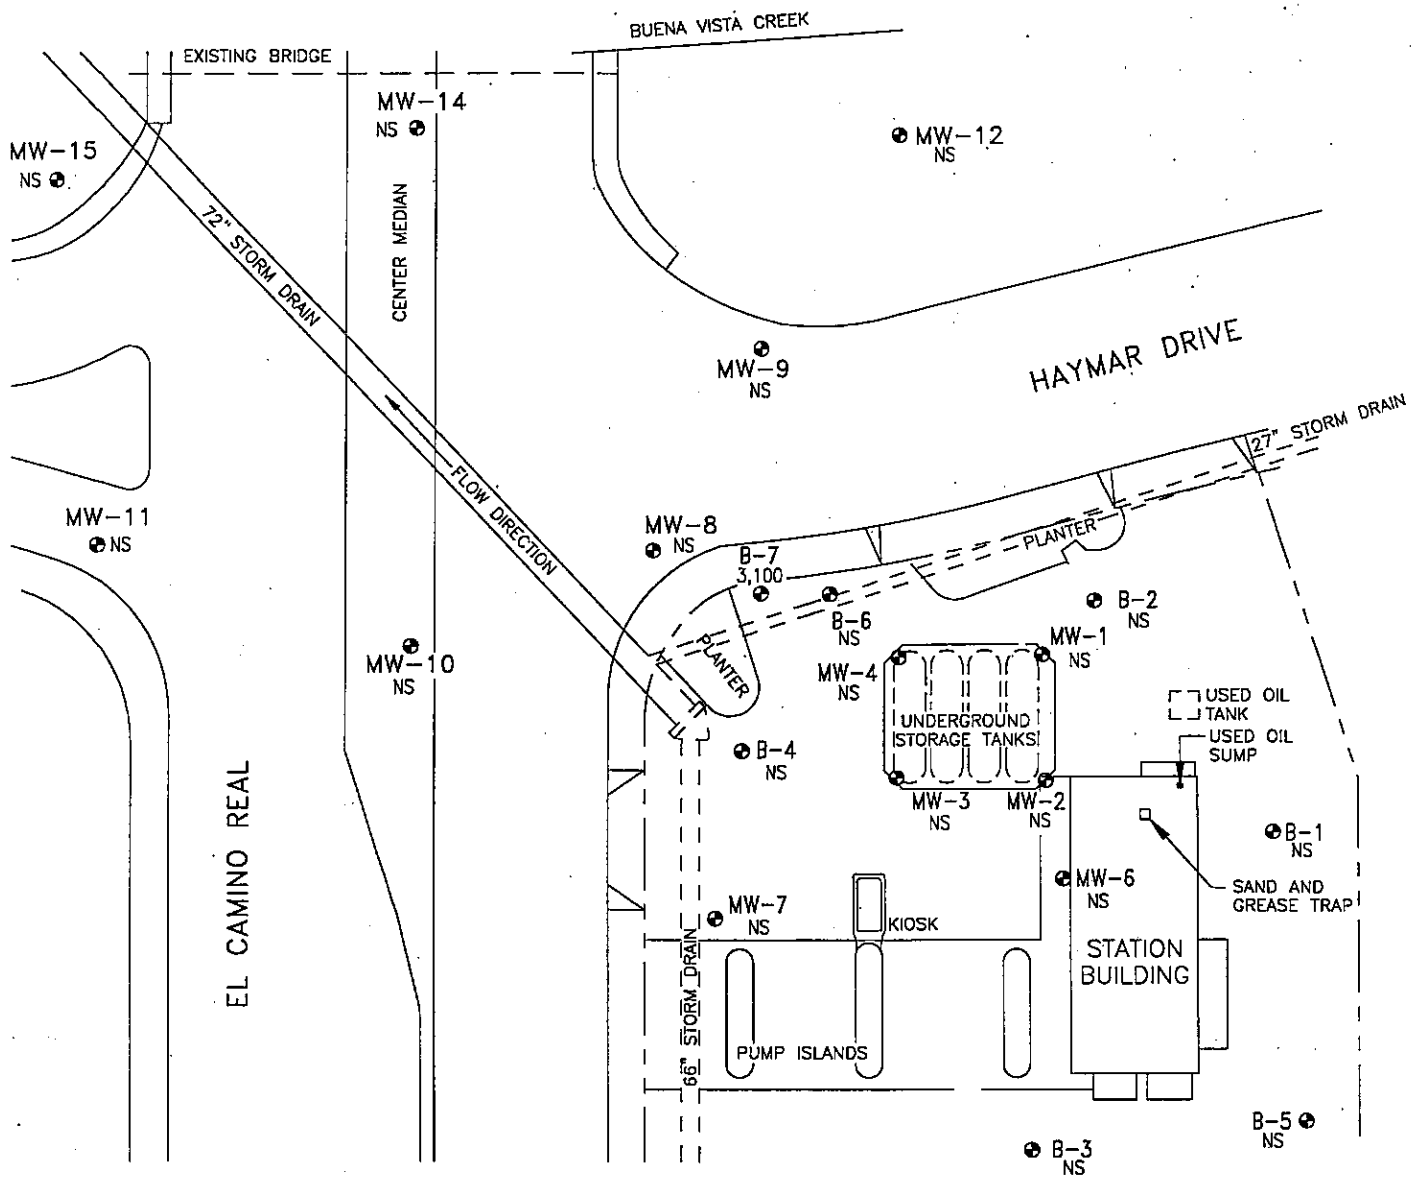 BUENA VISTA CREEK
EXISTING BRIDGE
MW-14
NS
MW-12
NS
MW-15
NS
72" STORM DRAIN
CENTER MEDIAN
MW-9
NS
HAYMAR DRIVE
27" STORM DRAIN
FLOW DIRECTION
MW-11
NS
MW-8
NS
B-7
3,100
PLANTER
B-6
NS
B-2
NS
MW-10
NS
PLANTER
MW-4
NS
MW-1
NS
UNDERGROUND
STORAGE TANKS
USED OIL
TANK
USED OIL
SUMP
B-4
NS
MW-3
NS
MW-2
NS
B-1
NS
EL CAMINO REAL
MW-6
NS
SAND AND
GREASE TRAP
MW-7
NS
KIOSK
STATION
BUILDING
66" STORM DRAIN
PUMP ISLANDS
B-5
NS
B-3
NS